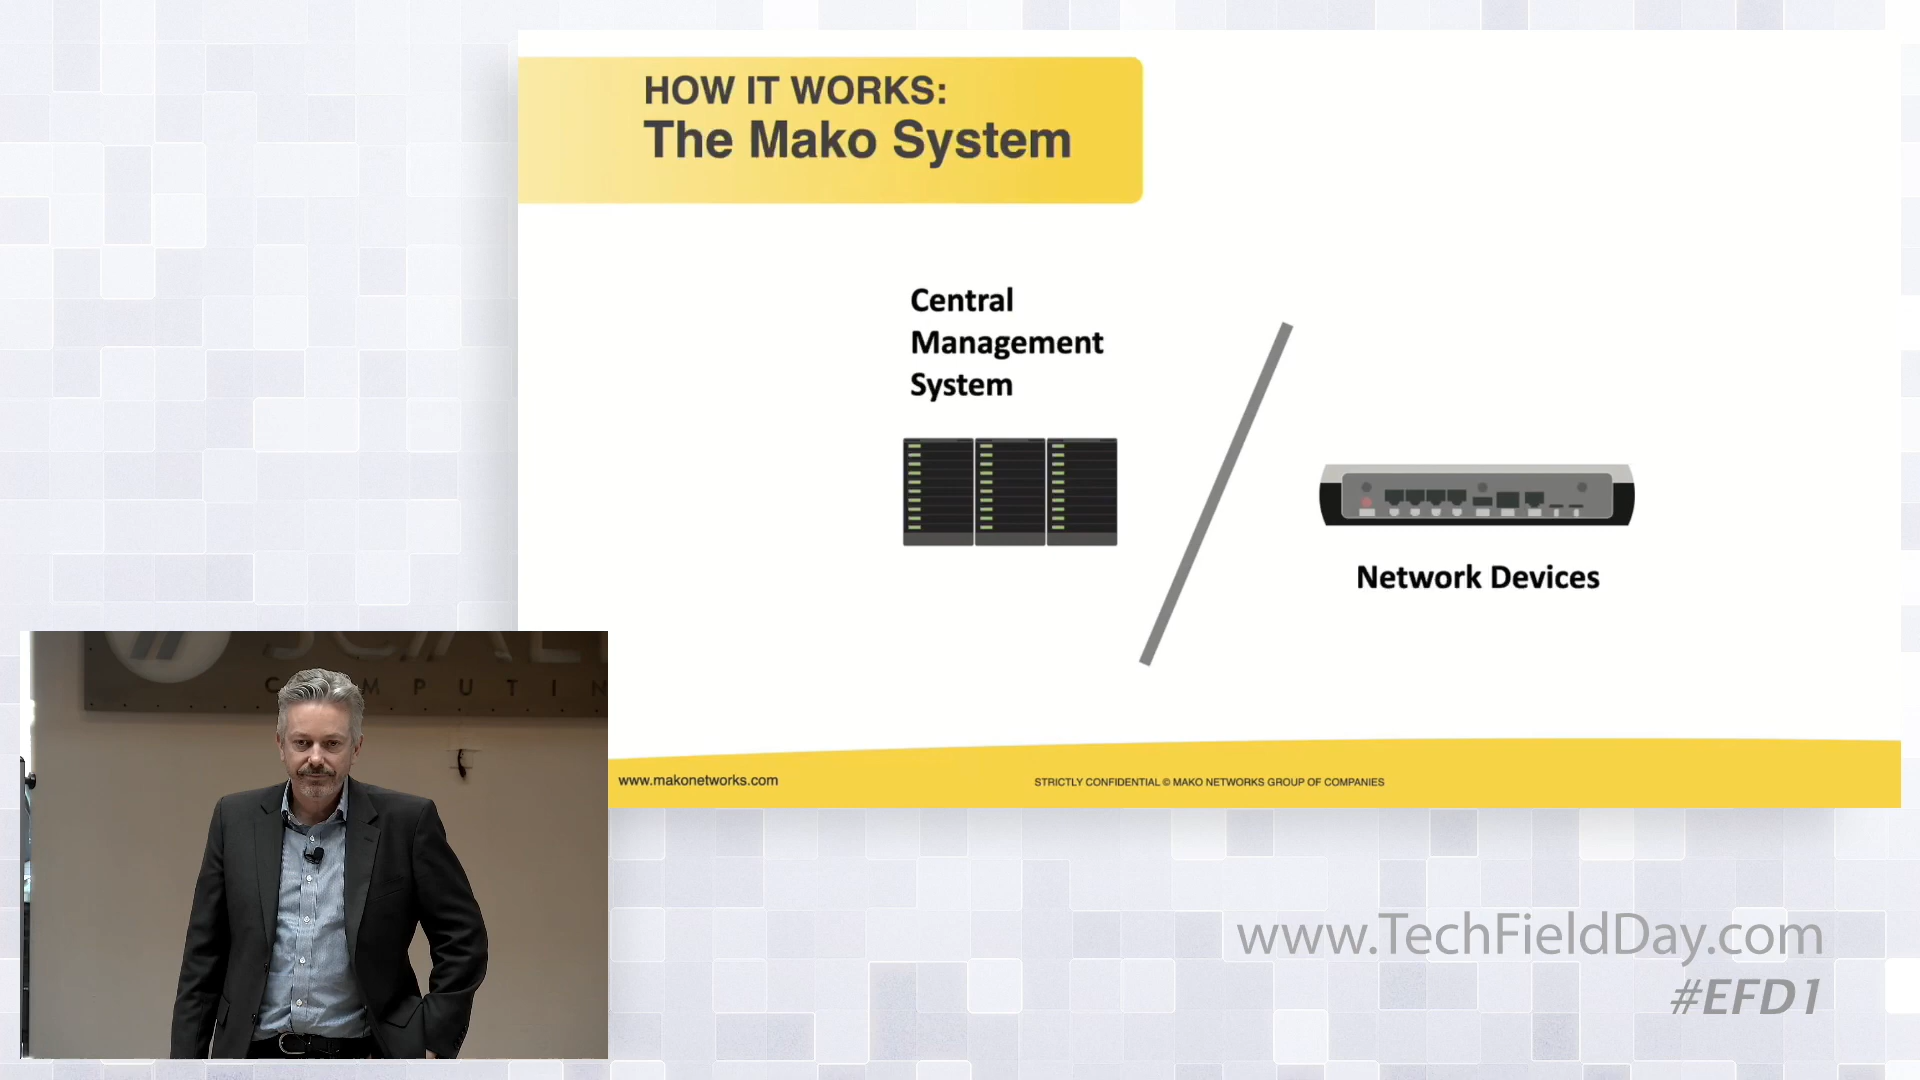 HOW IT WORKS:
The Mako System
Central
Management
System
Network Devices
www.makonetworks.com
STRICTLY CONFIDENTIAL © MAKO NETWORKS GROUP OF COMPANIES
www.TechFieldDay.com
#EFD1